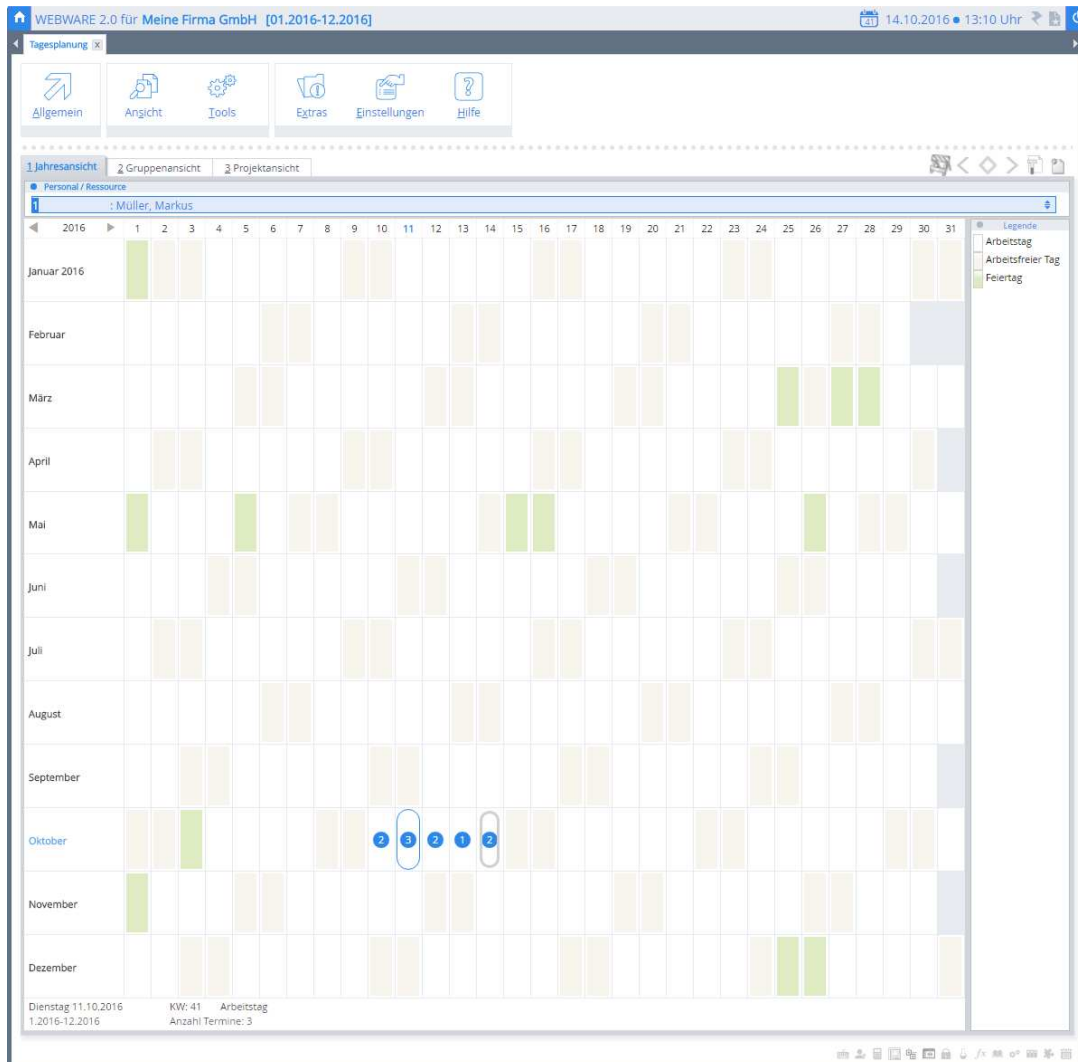 WEBWARE 2.0 für Meine Firma GmbH [01.2016-12.2016] 41 14.10.2016 ● 13:10 Uhr
Tagesplanung x
Allgemein Ansicht Tools Extras Einstellungen Hilfe
1 Jahresansicht 2 Gruppenansicht 3 Projektansicht
Personal / Ressource
1 : Müller, Markus
2016 1 2 3 4 5 6 7 8 9 10 11 12 13 14 15 16 17 18 19 20 21 22 23 24 25 26 27 28 29 30 31
Legende
Arbeitstag
Arbeitsfreier Tag
Feiertag
Januar 2016
Februar
März
April
Mai
Juni
Juli
August
September
Oktober 2 3 2 1 2
November
Dezember
Dienstag 11.10.2016 KW: 41 Arbeitstag
1.2016-12.2016 Anzahl Termine: 3